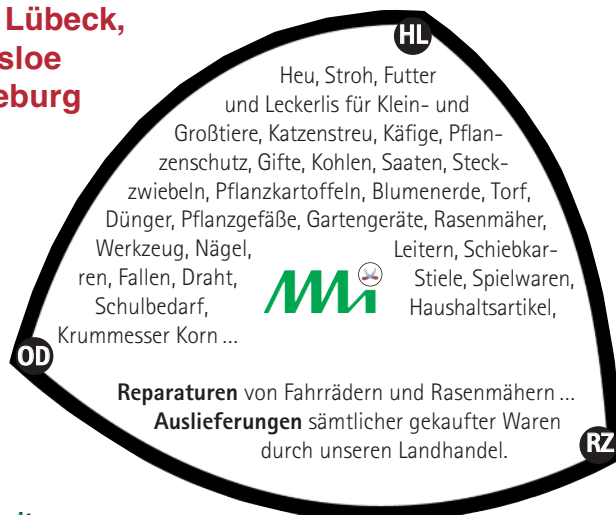 Lübeck,
sloe
eburg
HL
Heu, Stroh, Futter
und Leckerlis für Klein- und
Großtiere, Katzenstreu, Käfige, Pflan-
zenschutz, Gifte, Kohlen, Saaten, Steck-
zwiebeln, Pflanzkartoffeln, Blumenerde, Torf,
Dünger, Pflanzgefäße, Gartengeräte, Rasenmäher,
Werkzeug, Nägel, Leitern, Schiebkar-
ren, Fallen, Draht, Stiele, Spielwaren,
Schulbedarf, Haushaltsartikel,
Krummesser Korn ...
OD
Reparaturen von Fahrrädern und Rasenmähern ...
Auslieferungen sämtlicher gekaufter Waren
durch unseren Landhandel.
RZ